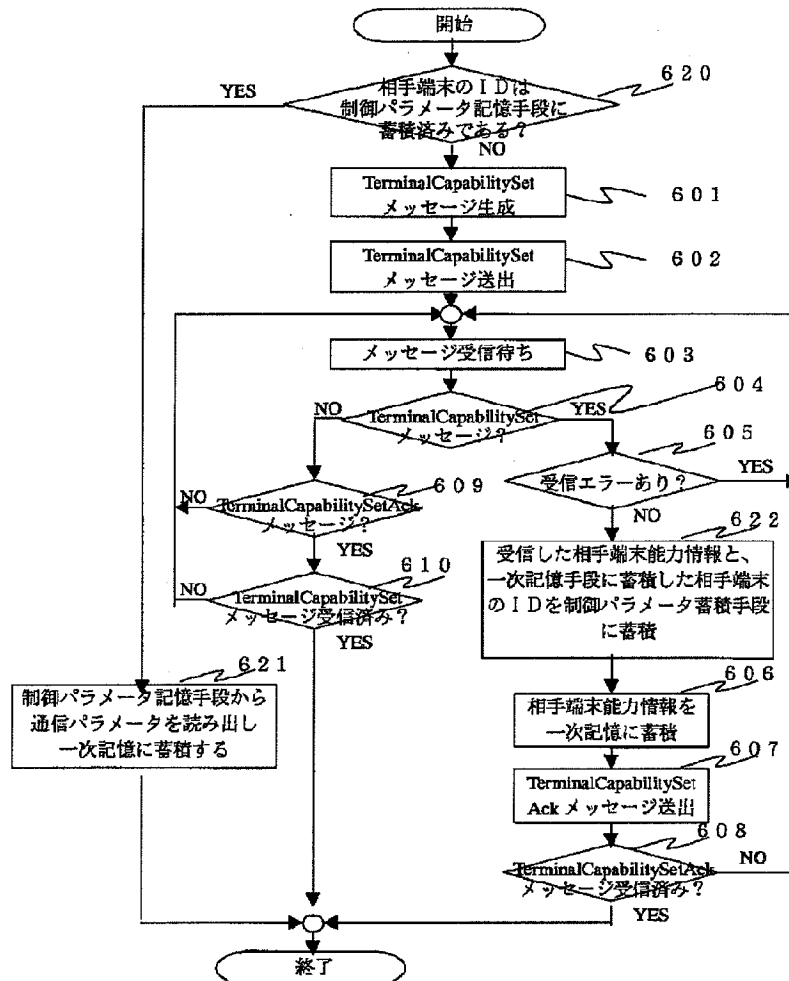 開始
620
相手端末のIDは
制御パラメータ記憶手段に
蓄積済みである?
YES
NO
TerminalCapabilitySet
メッセージ生成
601
TerminalCapabilitySet
メッセージ送出
602
メッセージ受信待ち
603
604
NO
TerminalCapabilitySet
メッセージ?
YES
605
受信エラーあり?
YES
NO
609
NO
TerminalCapabilitySetAck
メッセージ?
YES
622
受信した相手端末能力情報と、
一次記憶手段に蓄積した相手端末
のIDを制御パラメータ蓄積手段
に蓄積
610
NO
TerminalCapabilitySet
メッセージ受信済み?
YES
621
制御パラメータ記憶手段から
通信パラメータを読み出し
一次記憶に蓄積する
606
相手端末能力情報を
一次記憶に蓄積
607
TerminalCapabilitySet
Ack メッセージ送出
608
TerminalCapabilitySetAck
メッセージ受信済み?
NO
YES
終了